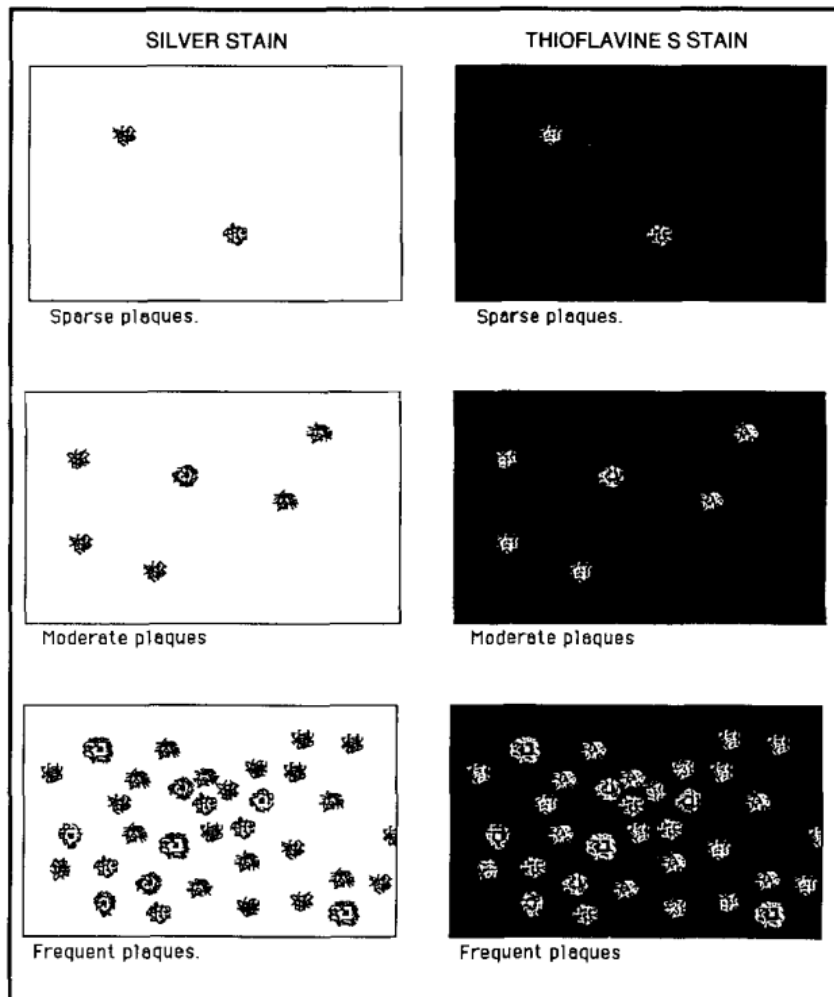 SILVER STAIN
THIOFLAVINE S STAIN
Sparse plaques.
Sparse plaques.
Moderate plaques
Moderate plaques
Frequent plaques.
Frequent plaques